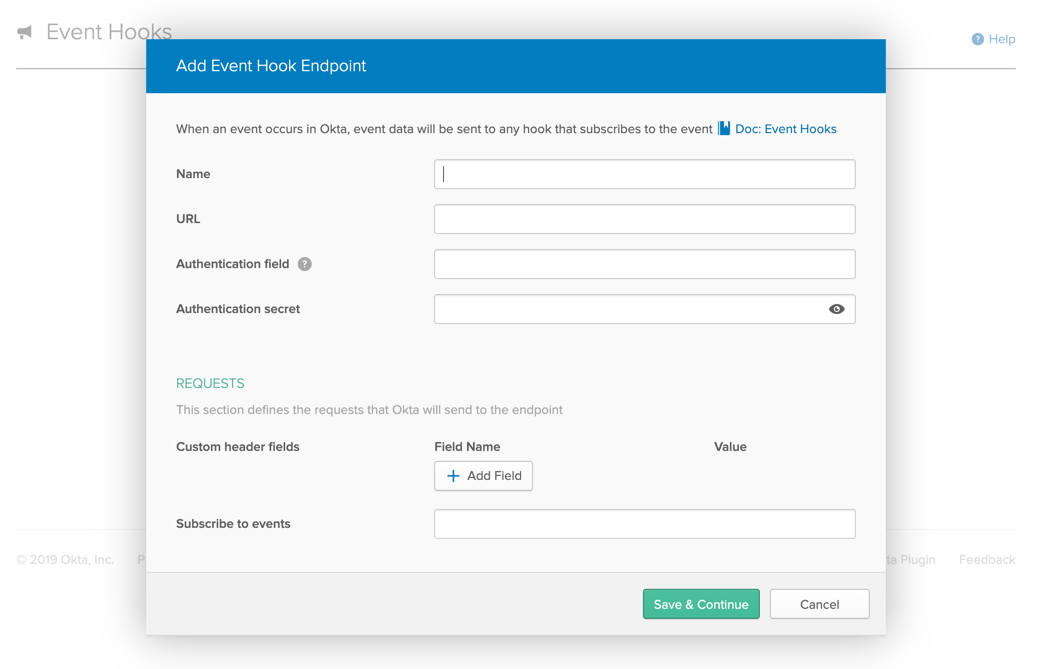 Event Hooks
Help
Add Event Hook Endpoint
When an event occurs in Okta, event data will be sent to any hook that subscribes to the event Doc: Event Hooks
Name
URL
Authentication field ?
Authentication secret
REQUESTS
This section defines the requests that Okta will send to the endpoint
Custom header fields Field Name Value
+ Add Field
Subscribe to events
© 2019 Okta, Inc. Plugin Feedback
Save & Continue Cancel